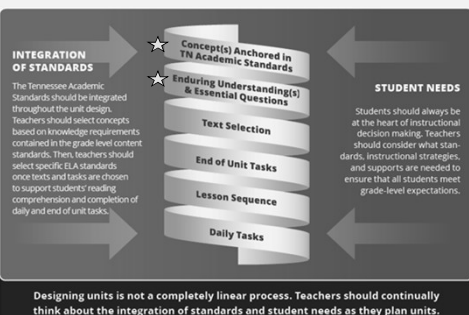 INTEGRATION
OF STANDARDS
The Tennessee Academic
Standards should be integrated
throughout the unit design.
Teachers should select concepts
based on knowledge requirements
contained in the grade level content
standards. Then, teachers should
select specific ELA standards
once texts and tasks are chosen
to support students' reading
comprehension and completion of
daily and end of unit tasks.
Concept(s) Anchored in
TN Academic Standards
Enduring Understanding(s)
& Essential Questions
Text Selection
End of Unit Tasks
Lesson Sequence
Daily Tasks
STUDENT NEEDS
Students should always be
at the heart of instructional
decision making. Teachers
should consider what stan-
dards, instructional strategies,
and supports are needed to
ensure that all students meet
grade-level expectations.
Designing units is not a completely linear process. Teachers should continually
think about the integration of standards and student needs as they plan units.